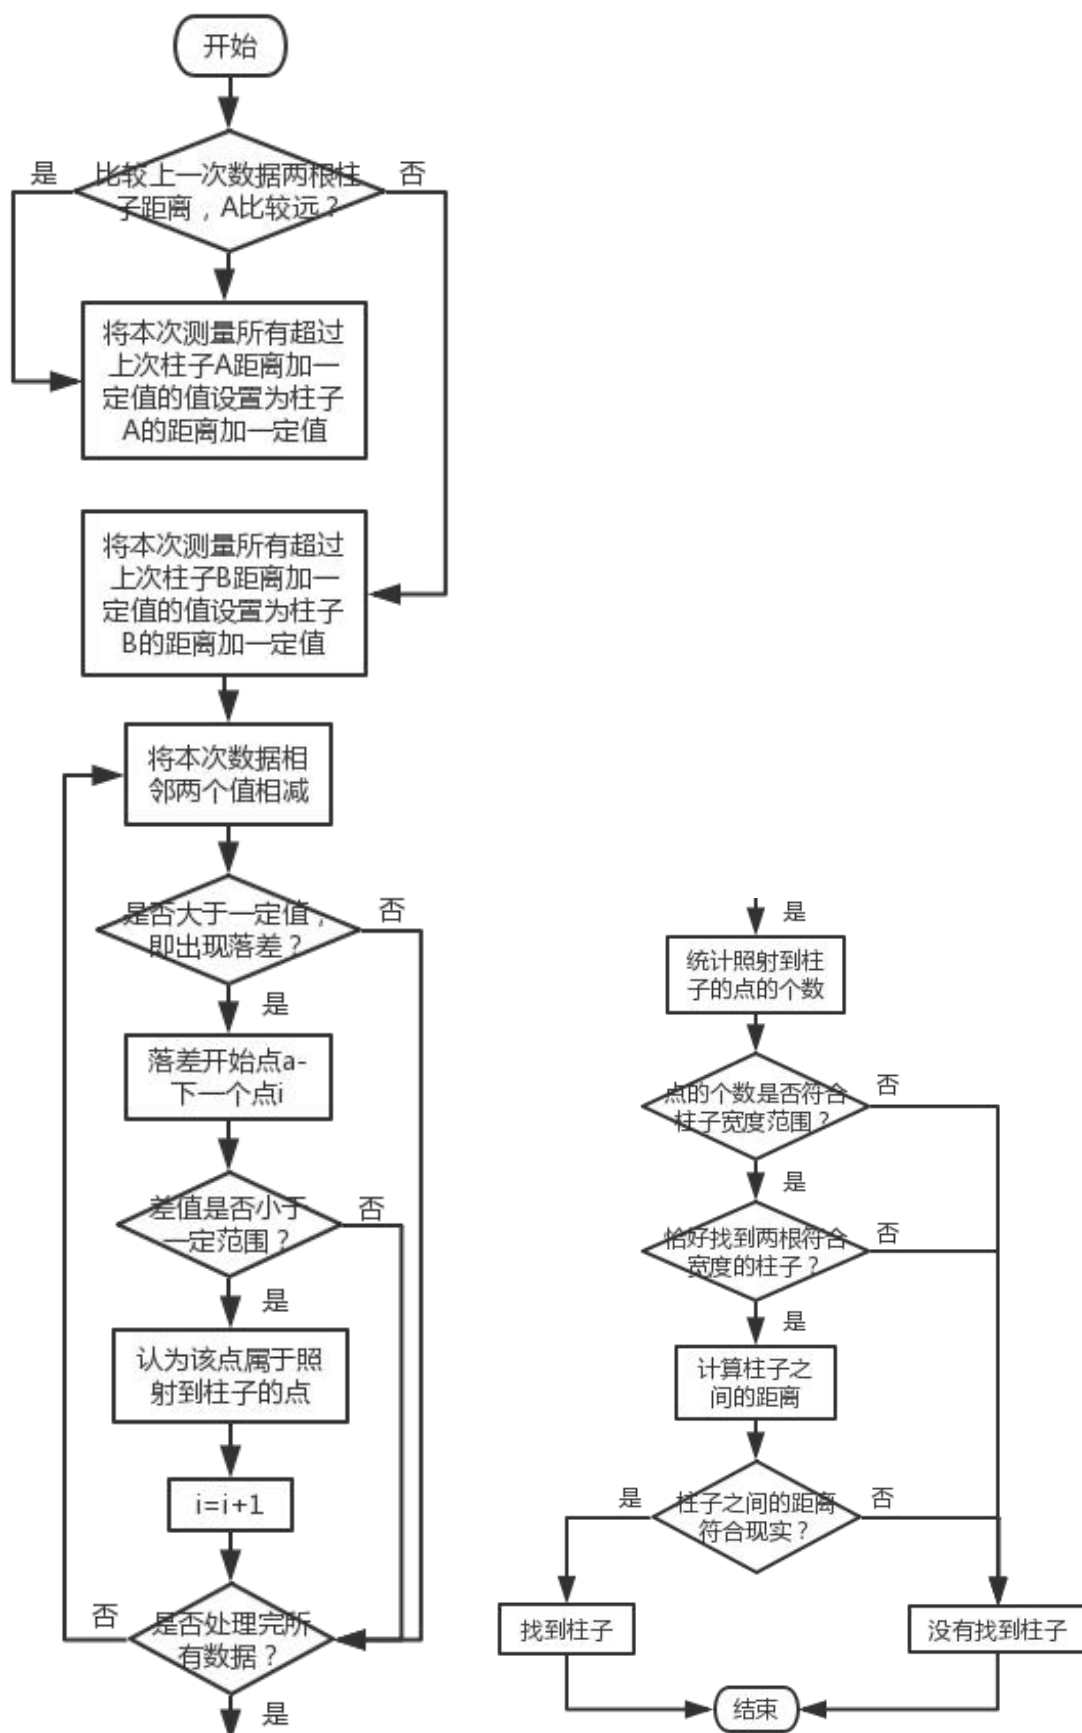 开始
是
否
比较上一次数据两根柱
子距离，A比较远？
将本次测量所有超过
上次柱子A距离加一
定值的值设置为柱子
A的距离加一定值
将本次测量所有超过
上次柱子B距离加一
定值的值设置为柱子
B的距离加一定值
将本次数据相
邻两个值相减
是否大于一定值，
即出现落差？
否
是
落差开始点a-
下一个点i
差值是否小于
一定范围？
否
是
认为该点属于照
射到柱子的点
i=i+1
否
是否处理完所
有数据？
是
是
统计照射到柱
子的点的个数
点的个数是否符合
柱子宽度范围？
否
是
恰好找到两根符合
宽度的柱子？
否
是
计算柱子之
间的距离
是
柱子之间的距离
符合现实？
否
找到柱子
没有找到柱子
结束